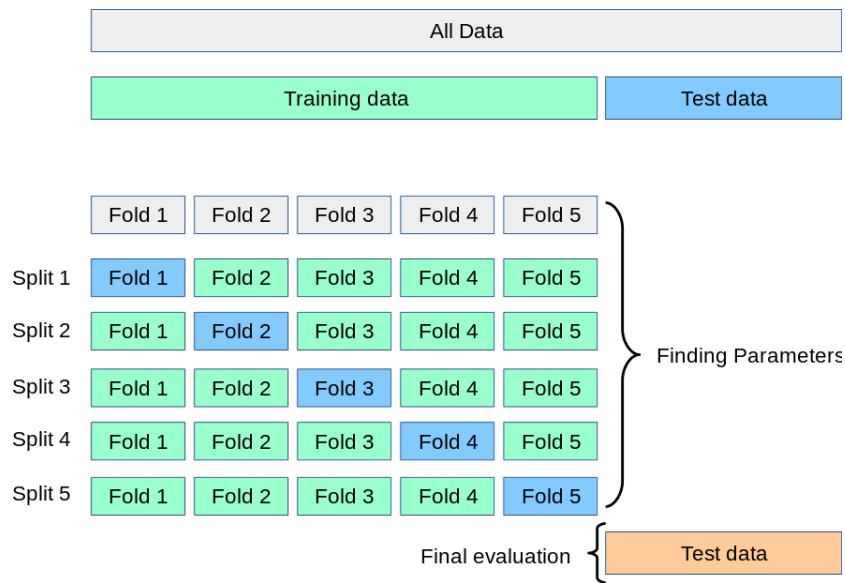 All Data
Training data Test data
Fold 1 Fold 2 Fold 3 Fold 4 Fold 5
Split 1 Fold 1 Fold 2 Fold 3 Fold 4 Fold 5
Split 2 Fold 1 Fold 2 Fold 3 Fold 4 Fold 5
Finding Parameters
Split 3 Fold 1 Fold 2 Fold 3 Fold 4 Fold 5
Split 4 Fold 1 Fold 2 Fold 3 Fold 4 Fold 5
Split 5 Fold 1 Fold 2 Fold 3 Fold 4 Fold 5
Final evaluation Test data